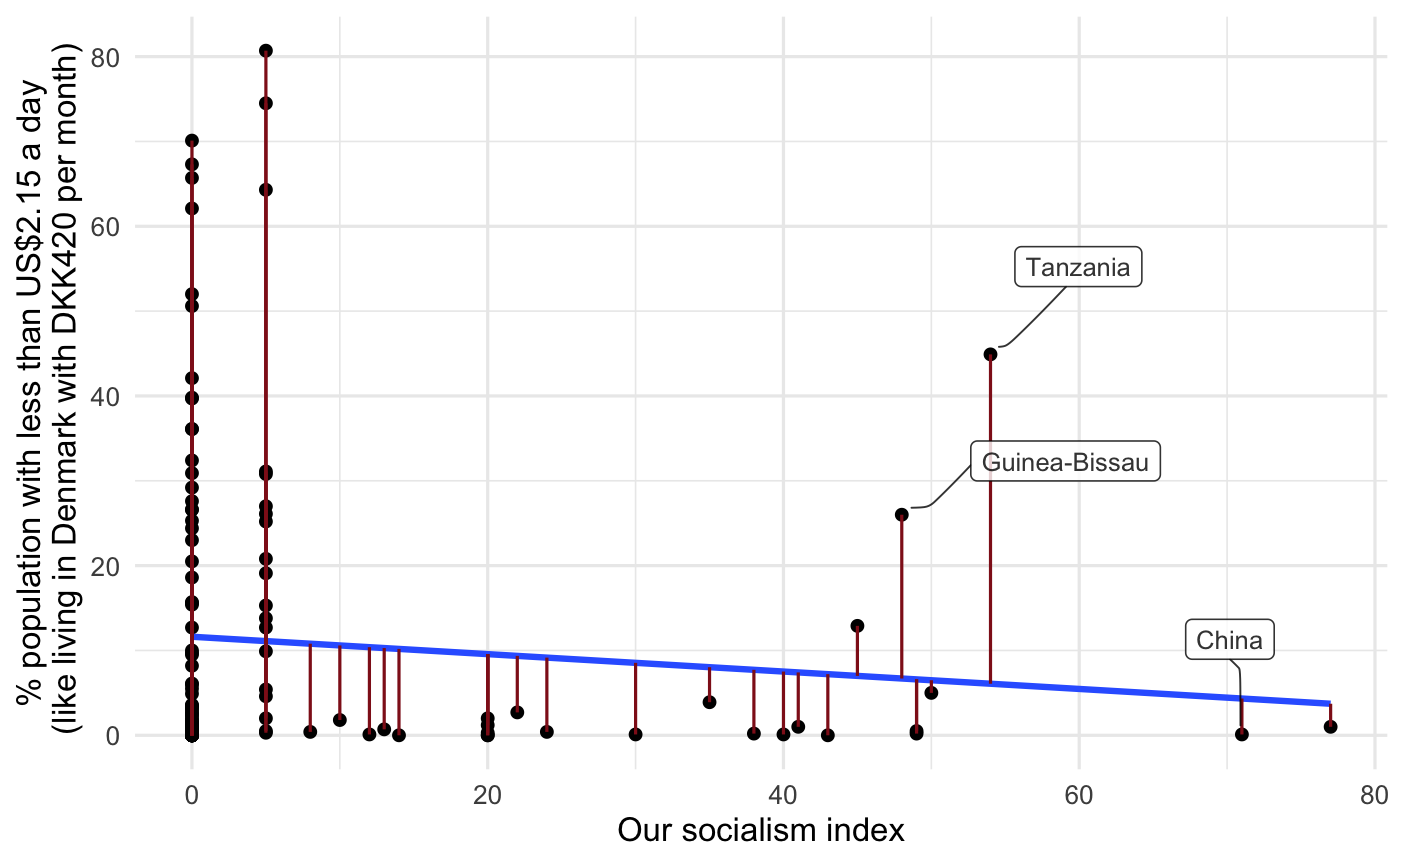 % population with less than US$2.15 a day
(like living in Denmark with DKK420 per month)
80
60
40
20
0
Tanzania
Guinea-Bissau
China
0 20 40 60 80
Our socialism index